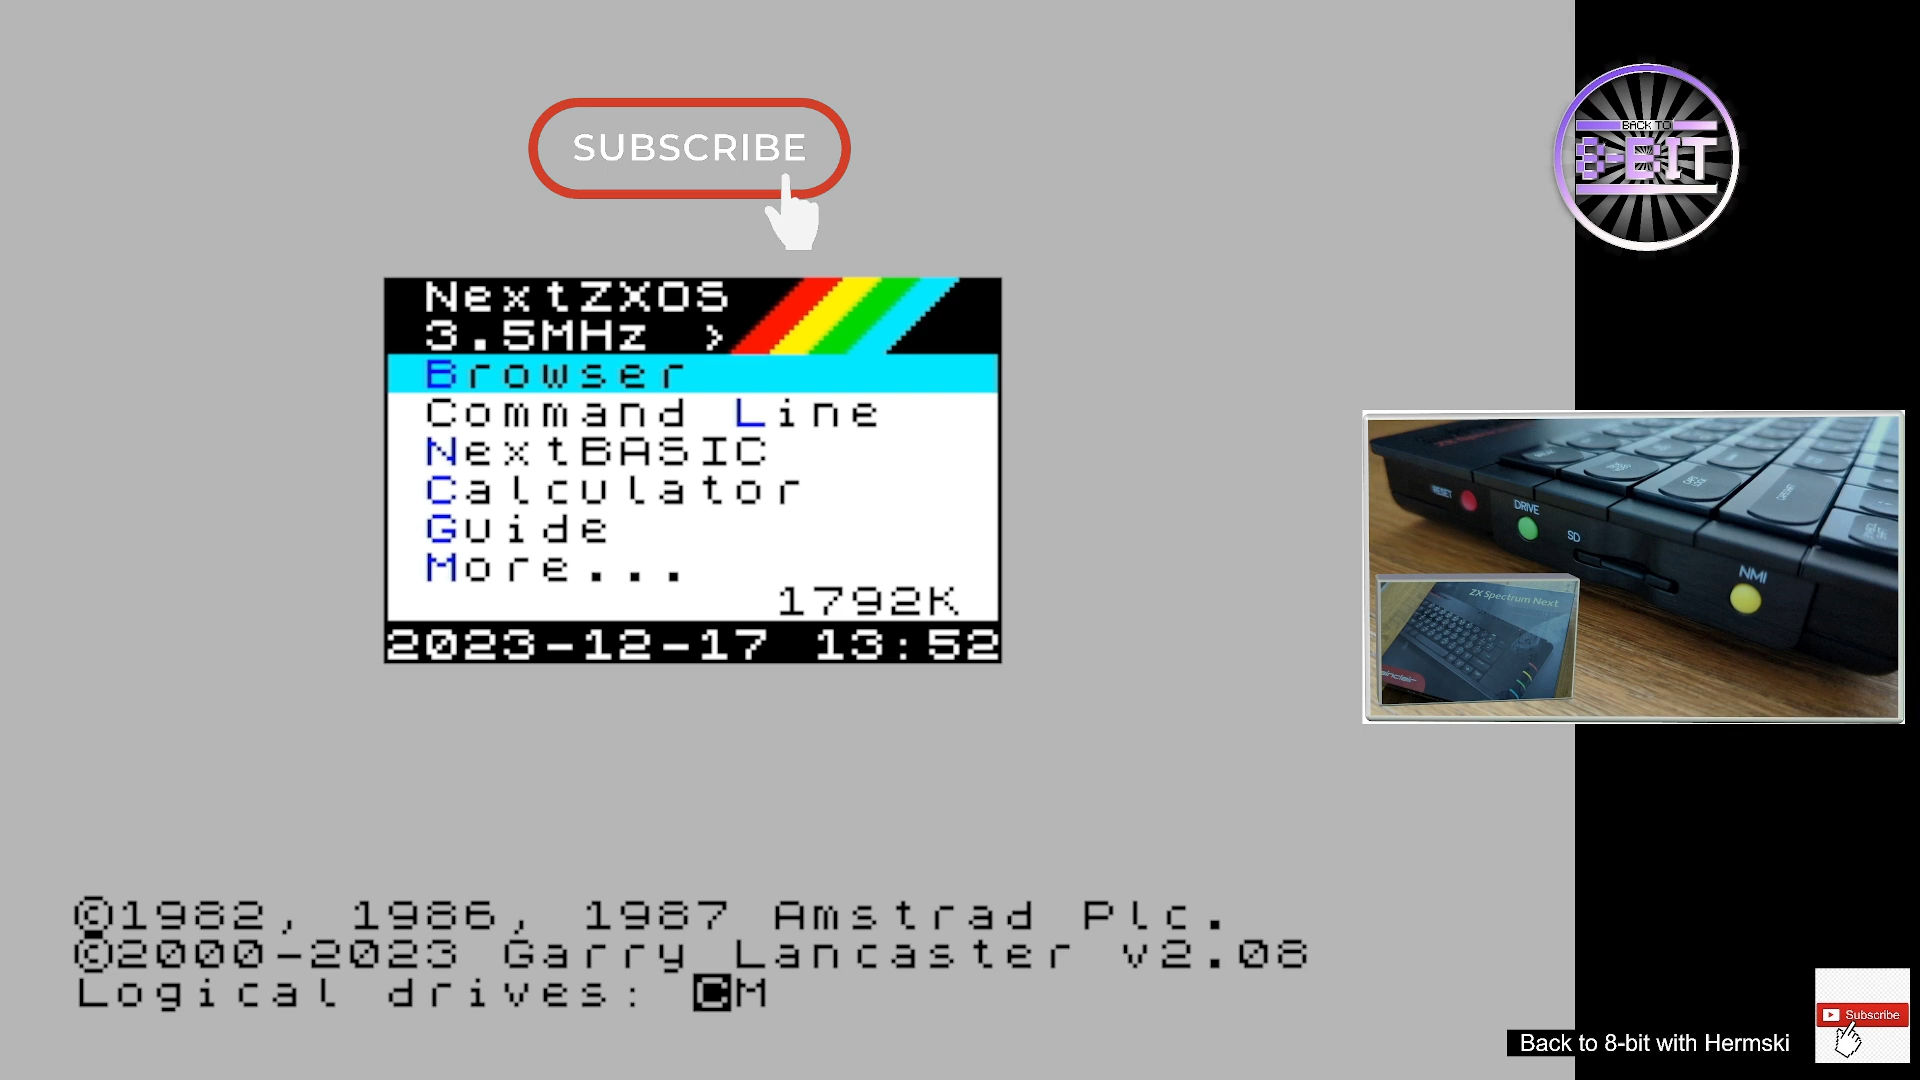 SUBSCRIBE
BACK TO
8-BIT
NextZXOS
3.5MHz >
Browser
Command Line
NextBASIC
Calculator
Guide
More...
1792K
2023-12-17 13:52
RESET
DRIVE
SD
NMI
ZX Spectrum Next
sinclair
©1982, 1986, 1987 Amstrad Plc.
©2000-2023 Garry Lancaster v2.08
Logical drives: CM
Subscribe
Back to 8-bit with Hermski